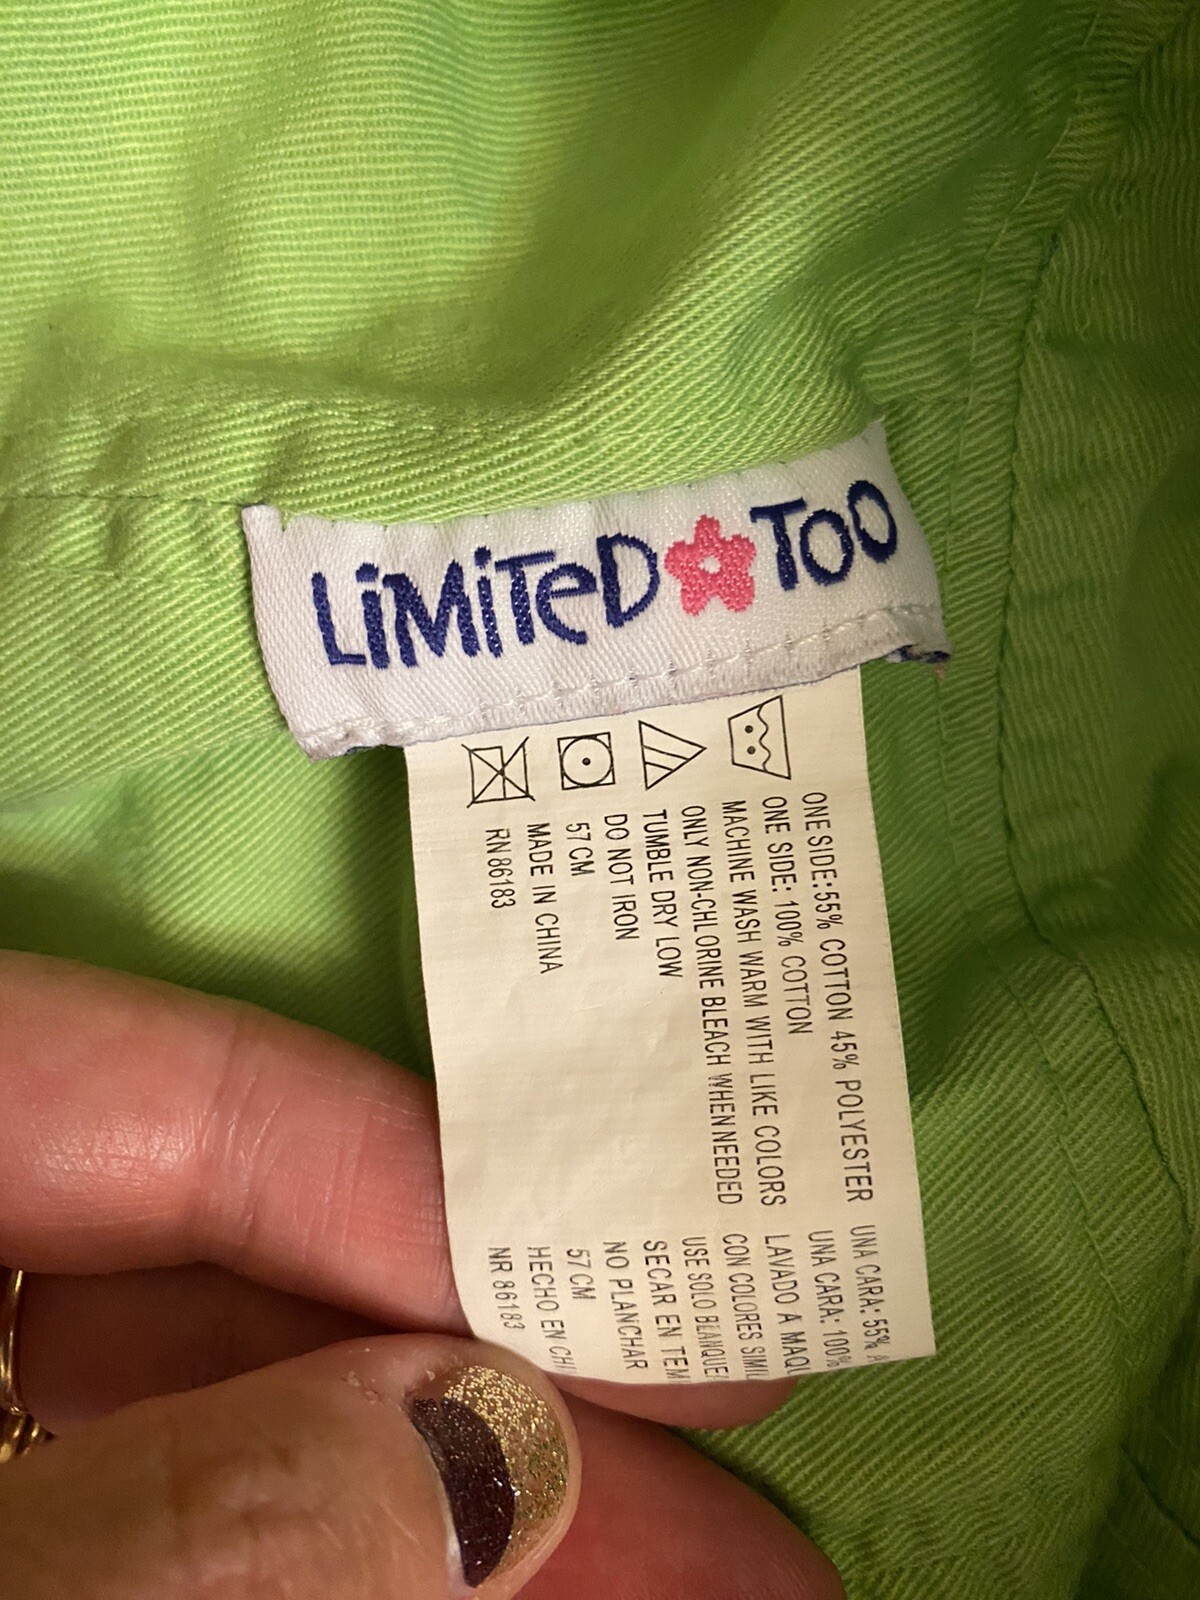 LiMiTeD TOO
ONE SIDE:55% COTTON 45% POLYESTER
ONE SIDE: 100% COTTON
MACHINE WASH WARM WITH LIKE COLORS
ONLY NON-CHLORINE BLEACH WHEN NEEDED
TUMBLE DRY LOW
DO NOT IRON
57 CM
MADE IN CHINA
RN 86183
UNA CARA: 55%
UNA CARA: 100%
LAVADO A MAQU
CON COLORES SIMIL
USE SOLO BLANQUE
SECAR EN TEM
NO PLANCHAR
57 CM
HECHO EN CHI
NR 86183